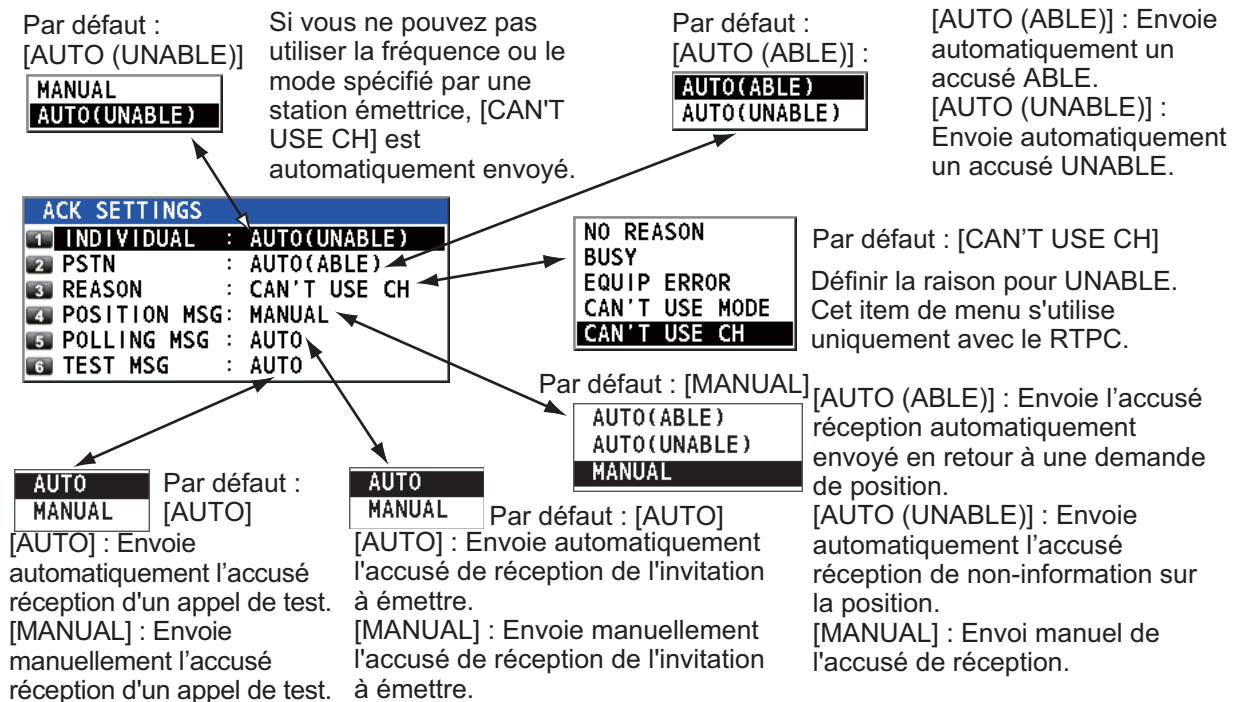 Par défaut :
[AUTO (UNABLE)]
MANUAL
AUTO(UNABLE)
Si vous ne pouvez pas
utiliser la fréquence ou le
mode spécifié par une
station émettrice, [CAN'T
USE CH] est
automatiquement envoyé.
Par défaut :
[AUTO (ABLE)] :
AUTO(ABLE)
AUTO(UNABLE)
[AUTO (ABLE)] : Envoie
automatiquement un
accusé ABLE.
[AUTO (UNABLE)] :
Envoie automatiquement
un accusé UNABLE.
ACK SETTINGS
1 INDIVIDUAL : AUTO(UNABLE)
2 PSTN : AUTO(ABLE)
3 REASON : CAN'T USE CH
4 POSITION MSG: MANUAL
5 POLLING MSG : AUTO
6 TEST MSG : AUTO
NO REASON
BUSY
EQUIP ERROR
CAN'T USE MODE
CAN'T USE CH
Par défaut : [CAN’T USE CH]
Définir la raison pour UNABLE.
Cet item de menu s'utilise
uniquement avec le RTPC.
Par défaut : [MANUAL]
AUTO(ABLE)
AUTO(UNABLE)
MANUAL
[AUTO (ABLE)] : Envoie l’accusé
réception automatiquement
envoyé en retour à une demande
de position.
[AUTO (UNABLE)] : Envoie
automatiquement l’accusé
réception de non-information sur
la position.
[MANUAL] : Envoi manuel de
l'accusé de réception.
AUTO
MANUAL
Par défaut :
[AUTO]
[AUTO] : Envoie
automatiquement l’accusé
réception d'un appel de test.
[MANUAL] : Envoie
manuellement l’accusé
réception d'un appel de test.
AUTO
MANUAL
Par défaut : [AUTO]
[AUTO] : Envoie automatiquement
l'accusé de réception de l'invitation
à émettre.
[MANUAL] : Envoie manuellement
l'accusé de réception de l'invitation
à émettre.